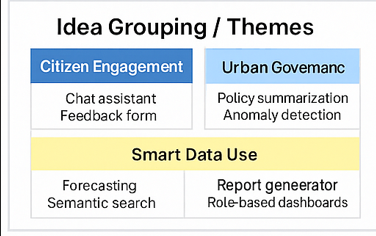 Idea Grouping / Themes
Citizen Engagement
Chat assistant
Feedback form
Urban Govemanc
Policy summarization
Anomaly detection
Smart Data Use
Forecasting
Semantic search
Report geneerator
Role-based dashboards